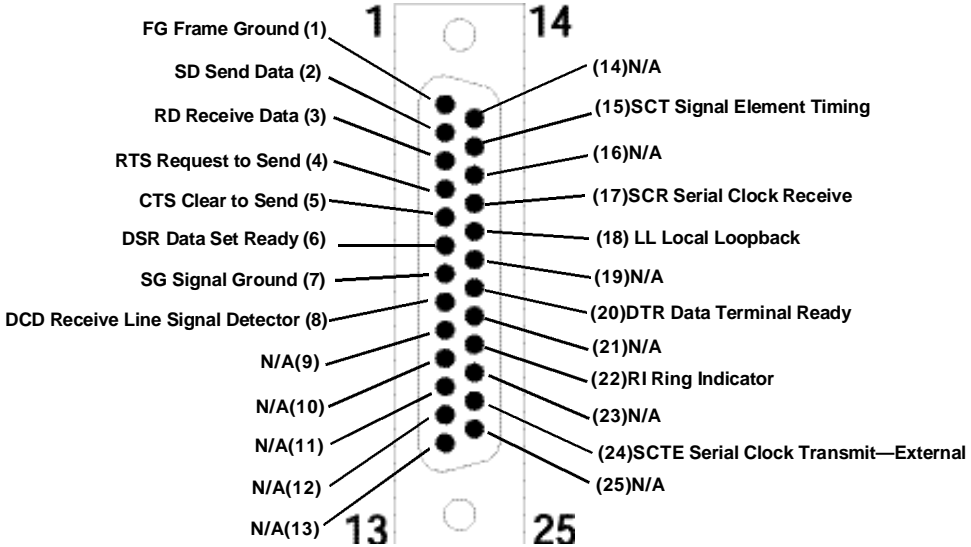 1
14
FG Frame Ground (1)
SD Send Data (2)
RD Receive Data (3)
RTS Request to Send (4)
CTS Clear to Send (5)
DSR Data Set Ready (6)
SG Signal Ground (7)
DCD Receive Line Signal Detector (8)
N/A(9)
N/A(10)
N/A(11)
N/A(12)
N/A(13)
(14)N/A
(15)SCT Signal Element Timing
(16)N/A
(17)SCR Serial Clock Receive
(18) LL Local Loopback
(19)N/A
(20)DTR Data Terminal Ready
(21)N/A
(22)RI Ring Indicator
(23)N/A
(24)SCTE Serial Clock Transmit—External
(25)N/A
13
25